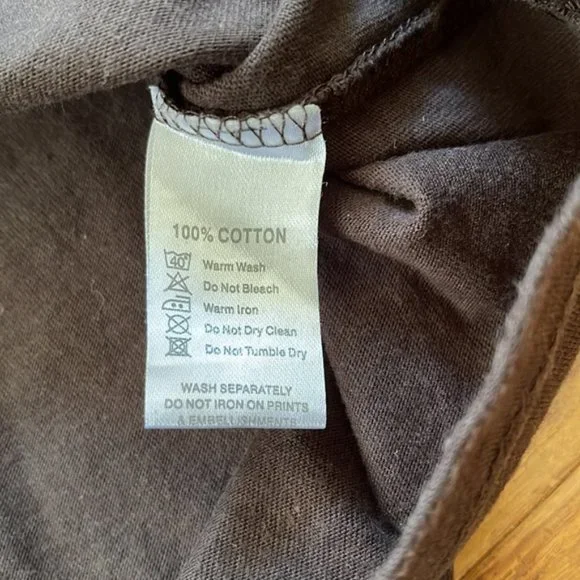 100% COTTON
40° Warm Wash
Do Not Bleach
Warm Iron
Do Not Dry Clean
Do Not Tumble Dry
WASH SEPARATELY
DO NOT IRON ON PRINTS
& EMBELLISHMENTS